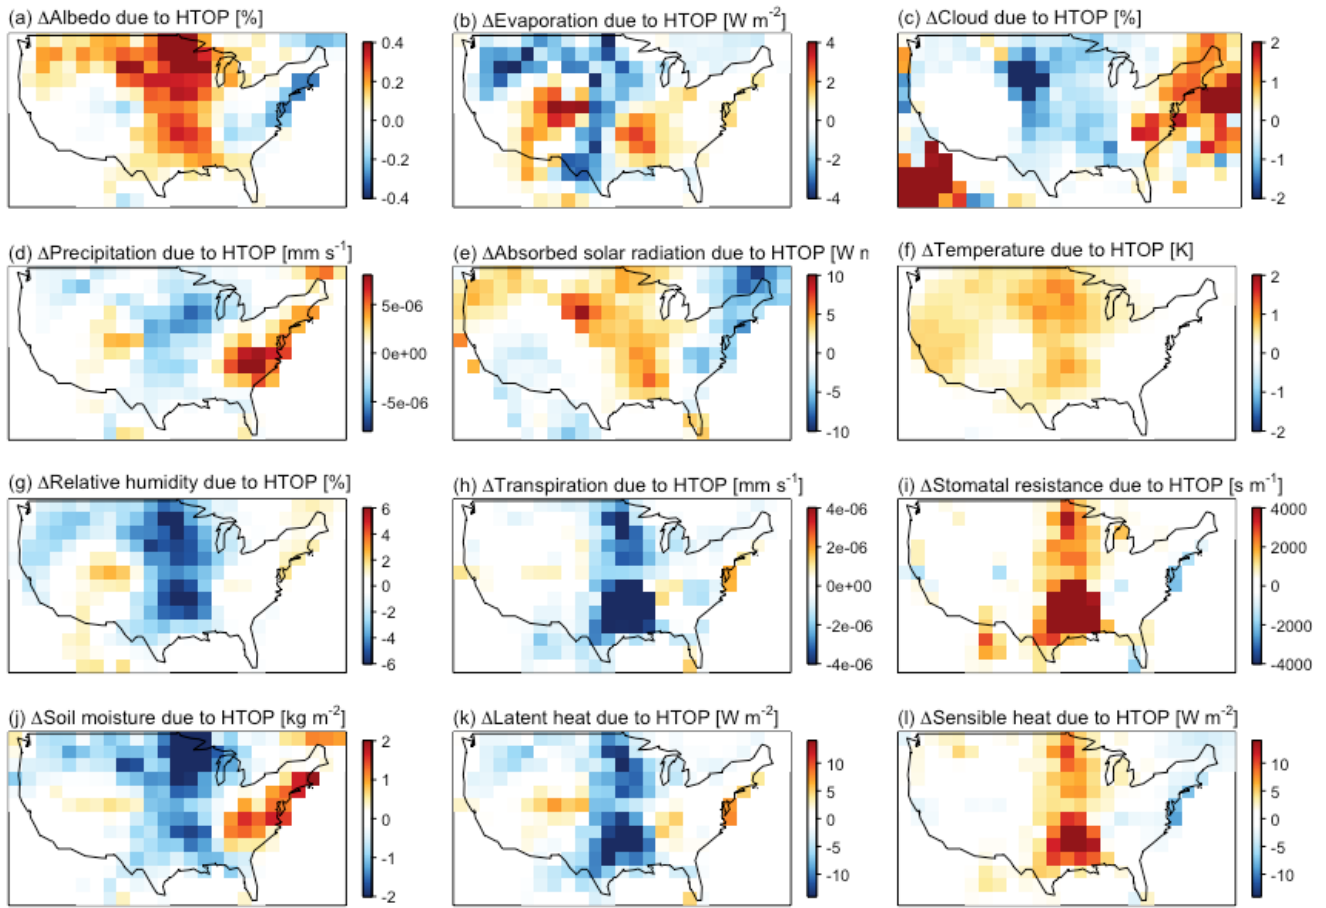 (a) ΔAlbedo due to HTOP [%]
0.4
0.2
0.0
-0.2
-0.4
(b) ΔEvaporation due to HTOP [W m-2]
4
2
0
-2
-4
(c) ΔCloud due to HTOP [%]
2
1
0
-1
-2
(d) ΔPrecipitation due to HTOP [mm s-1]
5e-06
0e+00
-5e-06
(e) ΔAbsorbed solar radiation due to HTOP [W m
10
5
0
-5
-10
(f) ΔTemperature due to HTOP [K]
2
1
0
-1
-2
(g) ΔRelative humidity due to HTOP [%]
6
4
2
0
-2
-4
-6
(h) ΔTranspiration due to HTOP [mm s-1]
4e-06
2e-06
0e+00
-2e-06
-4e-06
(i) ΔStomatal resistance due to HTOP [s m-1]
4000
2000
0
-2000
-4000
(j) ΔSoil moisture due to HTOP [kg m-2]
2
1
0
-1
-2
(k) ΔLatent heat due to HTOP [W m-2]
10
5
0
-5
-10
(l) ΔSensible heat due to HTOP [W m-2]
10
5
0
-5
-10